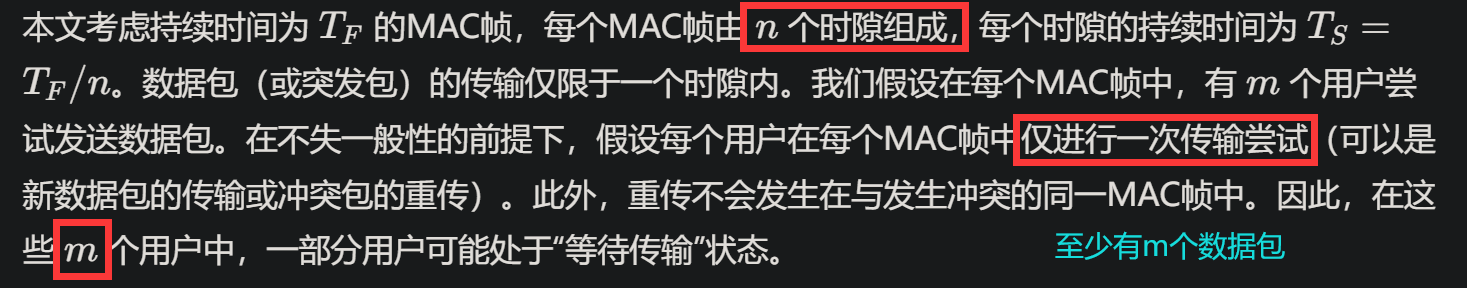 本文考虑持续时间为 T_F 的MAC帧，每个MAC帧由 n 个时隙组成，每个时隙的持续时间为 T_S =
T_F/n。数据包（或突发包）的传输仅限于一个时隙内。我们假设在每个MAC帧中，有 m 个用户尝
试发送数据包。在不失一般性的前提下，假设每个用户在每个MAC帧中仅进行一次传输尝试（可以是
新数据包的传输或冲突包的重传）。此外，重传不会发生在与发生冲突的同一MAC帧中。因此，在这
些 m 个用户中，一部分用户可能处于“等待传输”状态。
至少有m个数据包